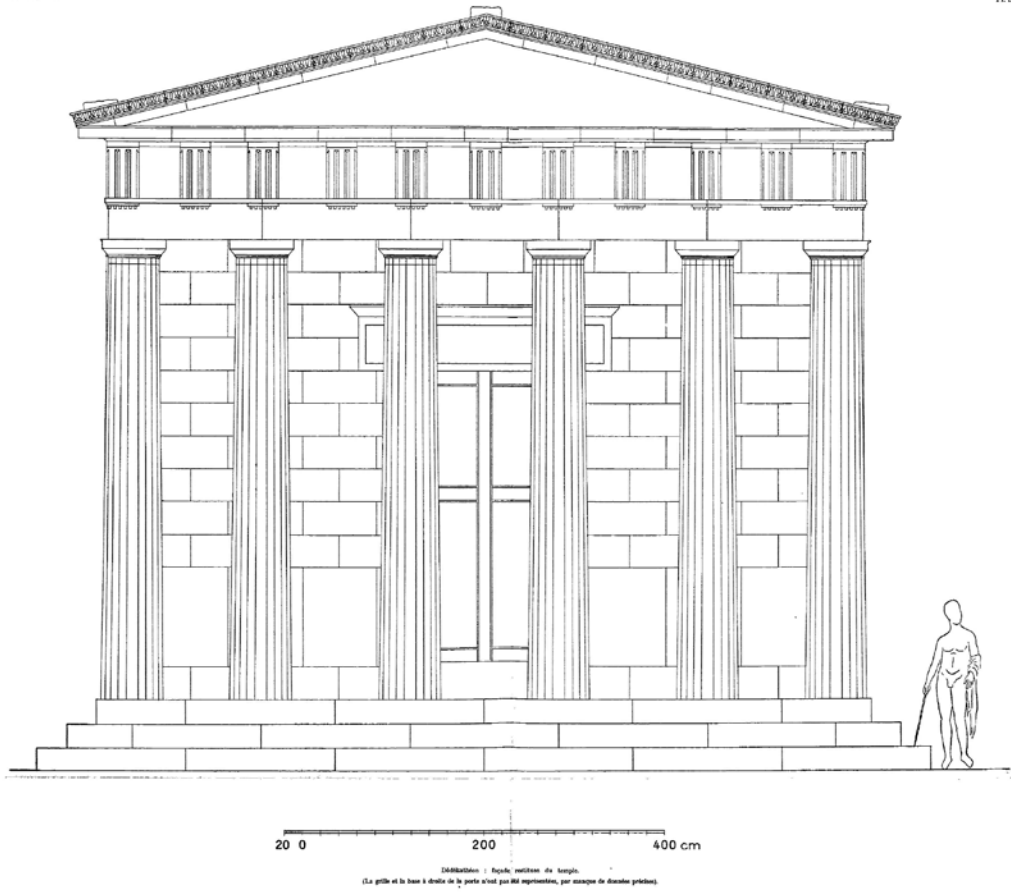 20 0 200 400 cm
Dôdékathéon : façade restituée du temple.
(La grille et la base à droite de la porte n'ont pas été représentées, par manque de données précises).